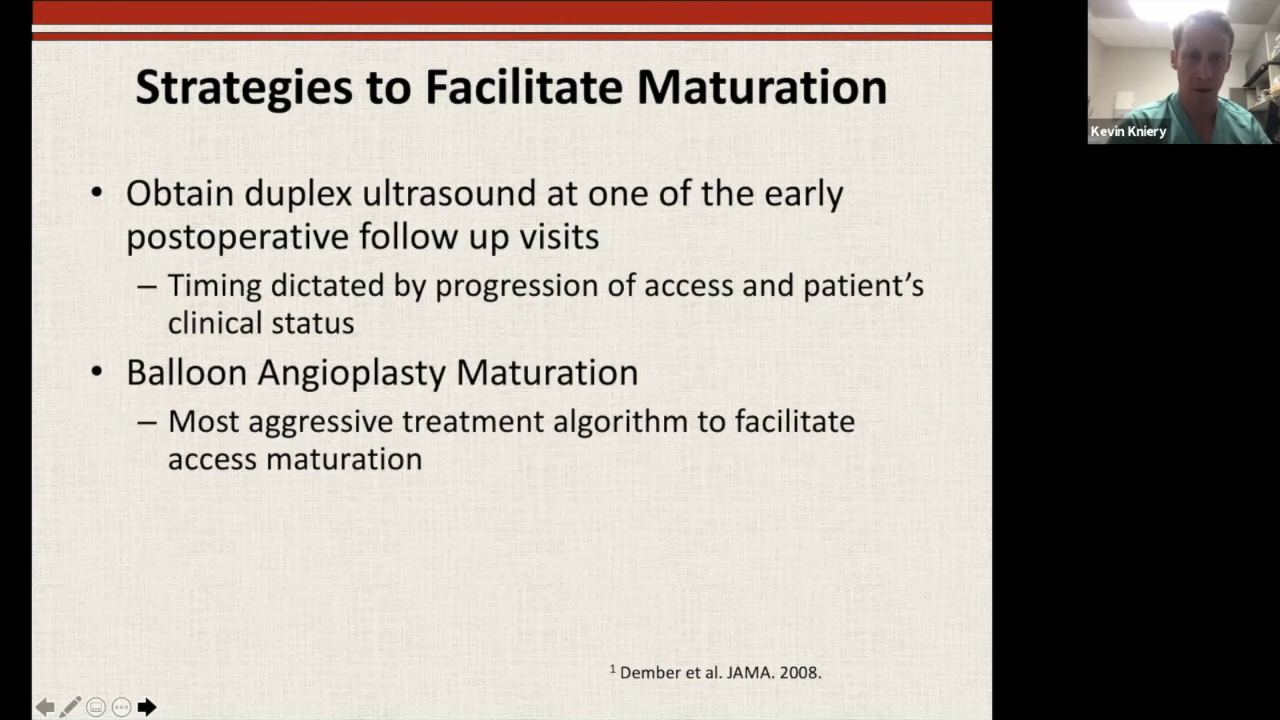 Strategies to Facilitate Maturation
• Obtain duplex ultrasound at one of the early
postoperative follow up visits
– Timing dictated by progression of access and patient’s
clinical status
• Balloon Angioplasty Maturation
– Most aggressive treatment algorithm to facilitate
access maturation
¹ Dember et al. JAMA. 2008.
Kevin Kniery